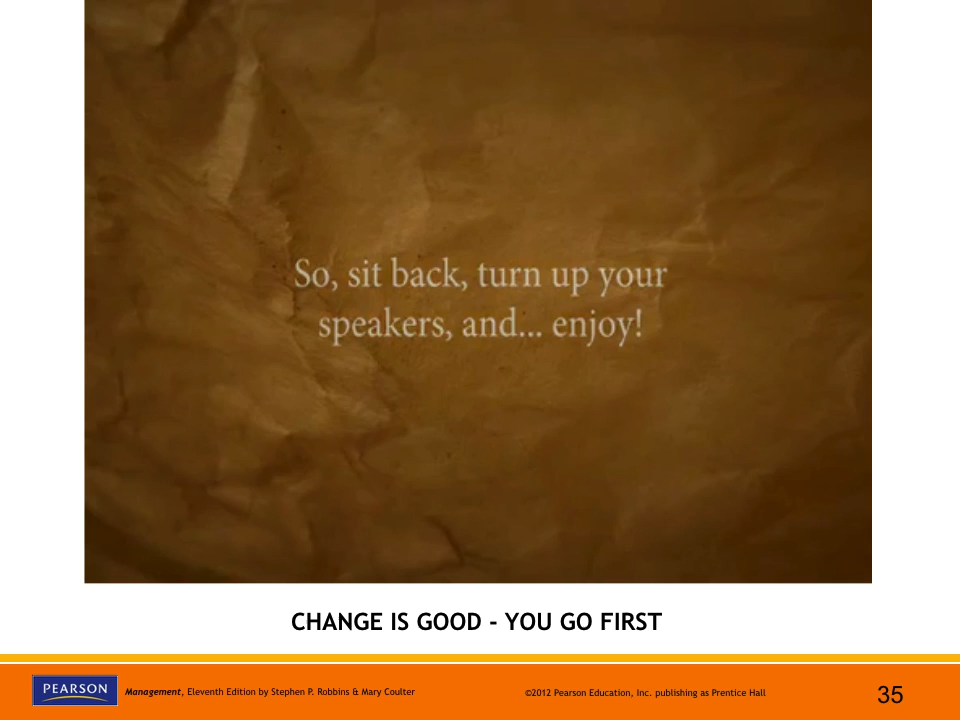 So, sit back, turn up your
speakers, and... enjoy!
CHANGE IS GOOD - YOU GO FIRST
PEARSON
Management, Eleventh Edition by Stephen P. Robbins & Mary Coulter
©2012 Pearson Education, Inc. publishing as Prentice Hall
35